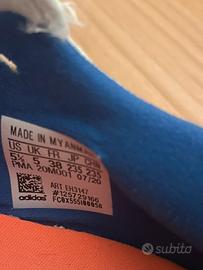 MADE IN MYANMAR
US UK FR JP CHN
5½ 5 38 235 235
PMA 20M001 07/20
ART EH3147
#125729166
adidas
subito